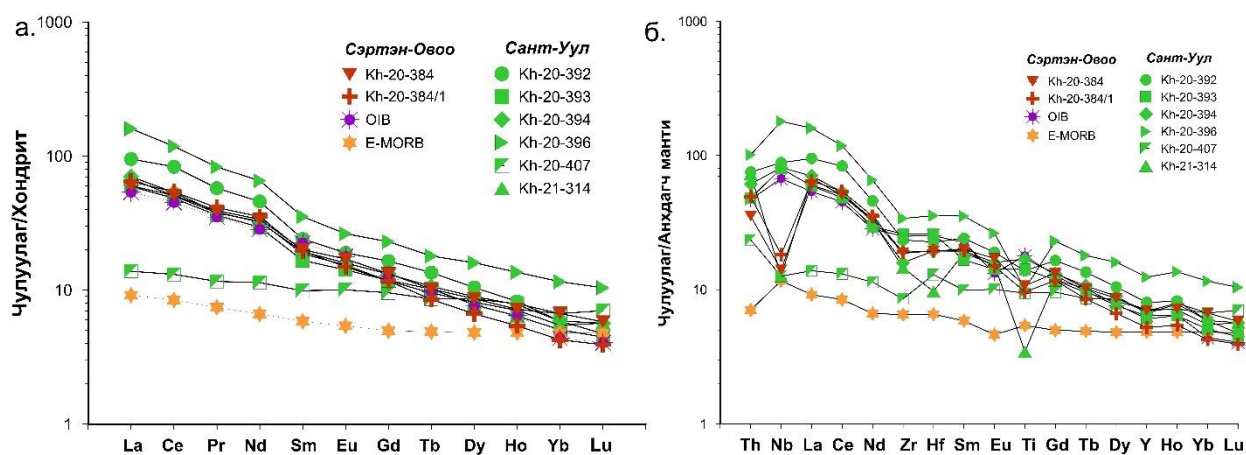 а.
1000
100
10
1
Чулуулаг/Хондрит
Сэртэн-Овоо
Kh-20-384
Kh-20-384/1
OIB
E-MORB
Сант-Уул
Kh-20-392
Kh-20-393
Kh-20-394
Kh-20-396
Kh-20-407
Kh-21-314
La Ce Pr Nd Sm Eu Gd Tb Dy Ho Yb Lu
б.
1000
100
10
1
Чулуулаг/Анхдагч манти
Сэртэн-Овоо
Kh-20-384
Kh-20-384/1
OIB
E-MORB
Сант-Уул
Kh-20-392
Kh-20-393
Kh-20-394
Kh-20-396
Kh-20-407
Kh-21-314
Th Nb La Ce Nd Zr Hf Sm Eu Ti Gd Tb Dy Y Ho Yb Lu